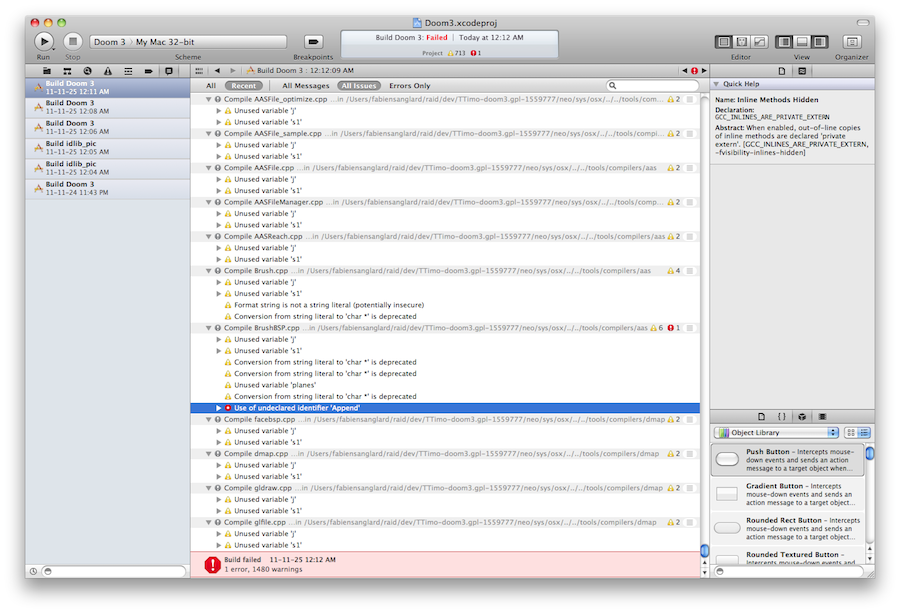 Doom3.xcodeproj
Doom 3 › My Mac 32-bit
Build Doom 3: Failed | Today at 12:12 AM
Project 713 1
Run Stop Scheme Breakpoints Editor View Organizer
Build Doom 3 : 12:12:09 AM
All Recent All Messages All Issues Errors Only
Build Doom 3
11-11-25 12:11 AM
Build Doom 3
11-11-25 12:08 AM
Build Doom 3
11-11-25 12:06 AM
Build idlib_pic
11-11-25 12:05 AM
Build idlib_pic
11-11-25 12:04 AM
Build Doom 3
11-11-24 11:43 PM
Compile AASFile_optimize.cpp ...in /Users/fabiensanglard/raid/dev/TTimo-doom3.gpl-1559777/neo/sys/osx/../../tools/com... 2
Unused variable 'j'
Unused variable 's1'
Compile AASFile_sample.cpp ...in /Users/fabiensanglard/raid/dev/TTimo-doom3.gpl-1559777/neo/sys/osx/../../tools/compi... 2
Unused variable 'j'
Unused variable 's1'
Compile AASFile.cpp ...in /Users/fabiensanglard/raid/dev/TTimo-doom3.gpl-1559777/neo/sys/osx/../../tools/compilers/aas 2
Unused variable 'j'
Unused variable 's1'
Compile AASFileManager.cpp ...in /Users/fabiensanglard/raid/dev/TTimo-doom3.gpl-1559777/neo/sys/osx/../../tools/comp... 2
Unused variable 'j'
Unused variable 's1'
Compile AASReach.cpp ...in /Users/fabiensanglard/raid/dev/TTimo-doom3.gpl-1559777/neo/sys/osx/../../tools/compilers/aas 2
Unused variable 'j'
Unused variable 's1'
Compile Brush.cpp ...in /Users/fabiensanglard/raid/dev/TTimo-doom3.gpl-1559777/neo/sys/osx/../../tools/compilers/aas 4
Unused variable 'j'
Unused variable 's1'
Format string is not a string literal (potentially insecure)
Conversion from string literal to 'char *' is deprecated
Compile BrushBSP.cpp ...in /Users/fabiensanglard/raid/dev/TTimo-doom3.gpl-1559777/neo/sys/osx/../../tools/compilers/aas 6 1
Unused variable 'j'
Unused variable 's1'
Conversion from string literal to 'char *' is deprecated
Conversion from string literal to 'char *' is deprecated
Unused variable 'planes'
Conversion from string literal to 'char *' is deprecated
Use of undeclared identifier 'Append'
Compile facebsp.cpp ...in /Users/fabiensanglard/raid/dev/TTimo-doom3.gpl-1559777/neo/sys/osx/../../tools/compilers/dmap 2
Unused variable 'j'
Unused variable 's1'
Compile dmap.cpp ...in /Users/fabiensanglard/raid/dev/TTimo-doom3.gpl-1559777/neo/sys/osx/../../tools/compilers/dmap 2
Unused variable 'j'
Unused variable 's1'
Compile gldraw.cpp ...in /Users/fabiensanglard/raid/dev/TTimo-doom3.gpl-1559777/neo/sys/osx/../../tools/compilers/dmap 2
Unused variable 'j'
Unused variable 's1'
Compile glfile.cpp ...in /Users/fabiensanglard/raid/dev/TTimo-doom3.gpl-1559777/neo/sys/osx/../../tools/compilers/dmap 2
Unused variable 'j'
Unused variable 's1'
Build failed 11-11-25 12:12 AM
1 error, 1480 warnings
Quick Help
Name: Inline Methods Hidden
Declaration:
GCC_INLINES_ARE_PRIVATE_EXTERN
Abstract: When enabled, out-of-line copies
of inline methods are declared 'private
extern'. [GCC_INLINES_ARE_PRIVATE_EXTERN,
-fvisibility-inlines-hidden]
Object Library
Push Button – Intercepts mouse-
down events and sends an action
message to a target object when...
Gradient Button – Intercepts
mouse-down events and sends an
action message to a target object...
Rounded Rect Button – Intercepts
mouse-down events and sends an
action message to a target object...
Rounded Textured Button –
Intercepts mouse-down events and